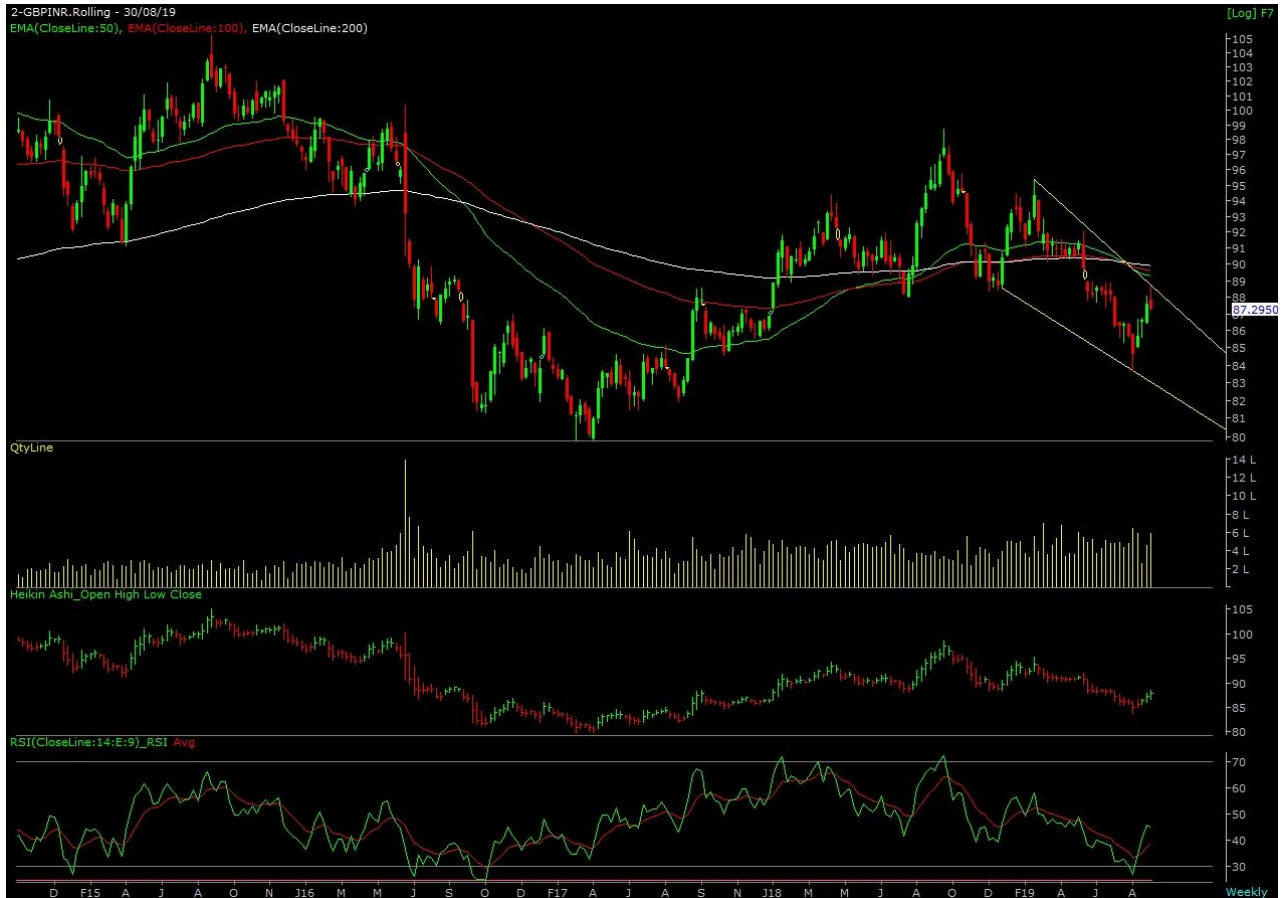 2-GBPINR.Rolling - 30/08/19
[Log] F7
EMA(CloseLine:50), EMA(CloseLine:100), EMA(CloseLine:200)
105
104
103
102
101
100
99
98
97
96
95
94
93
92
91
90
89
88
87
87.2950
86
85
84
83
82
81
80
QtyLine
14 L
12 L
10 L
8 L
6 L
4 L
2 L
Heikin Ashi_Open High Low Close
105
100
95
90
85
80
RSI(CloseLine:14:E:9)_RSI Avg
70
60
50
40
30
D F15 A J A O N J16 M M J S O D F17 A J A S N J18 M M J A O D F19 A J A
Weekly